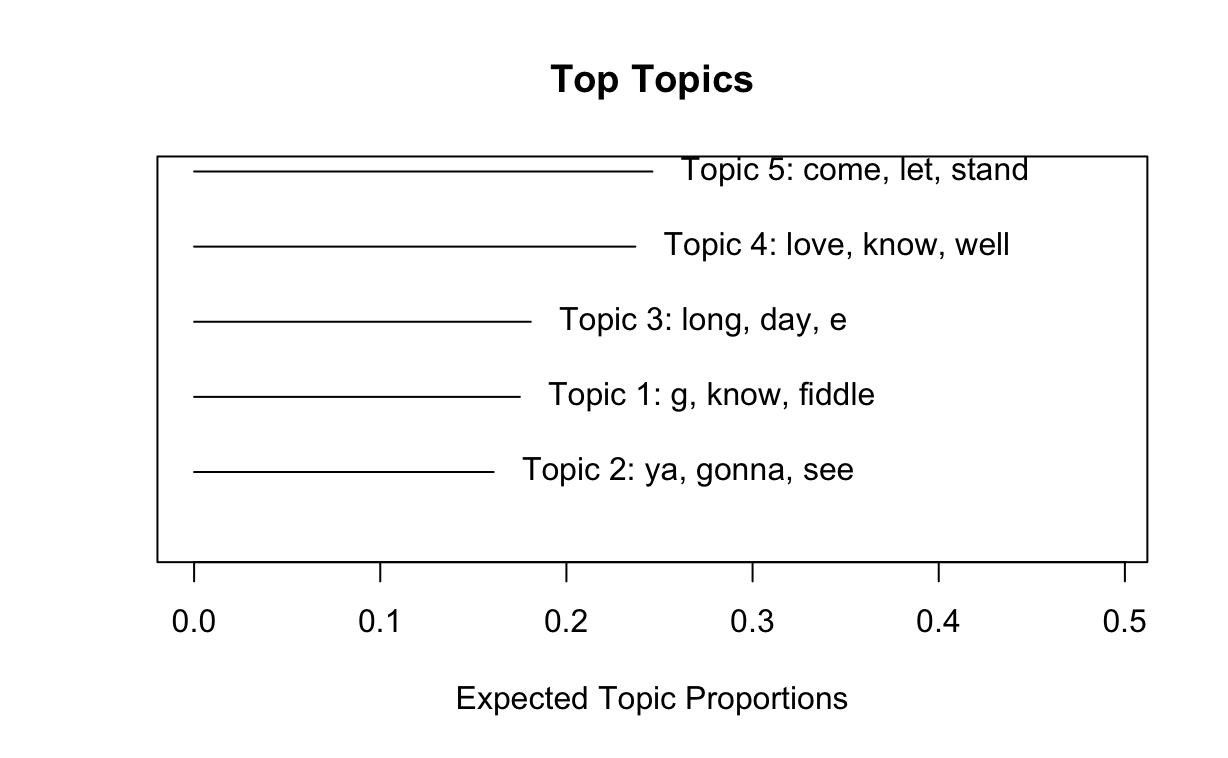 Top Topics
Topic 5: come, let, stand
Topic 4: love, know, well
Topic 3: long, day, e
Topic 1: g, know, fiddle
Topic 2: ya, gonna, see
0.0 0.1 0.2 0.3 0.4 0.5
Expected Topic Proportions